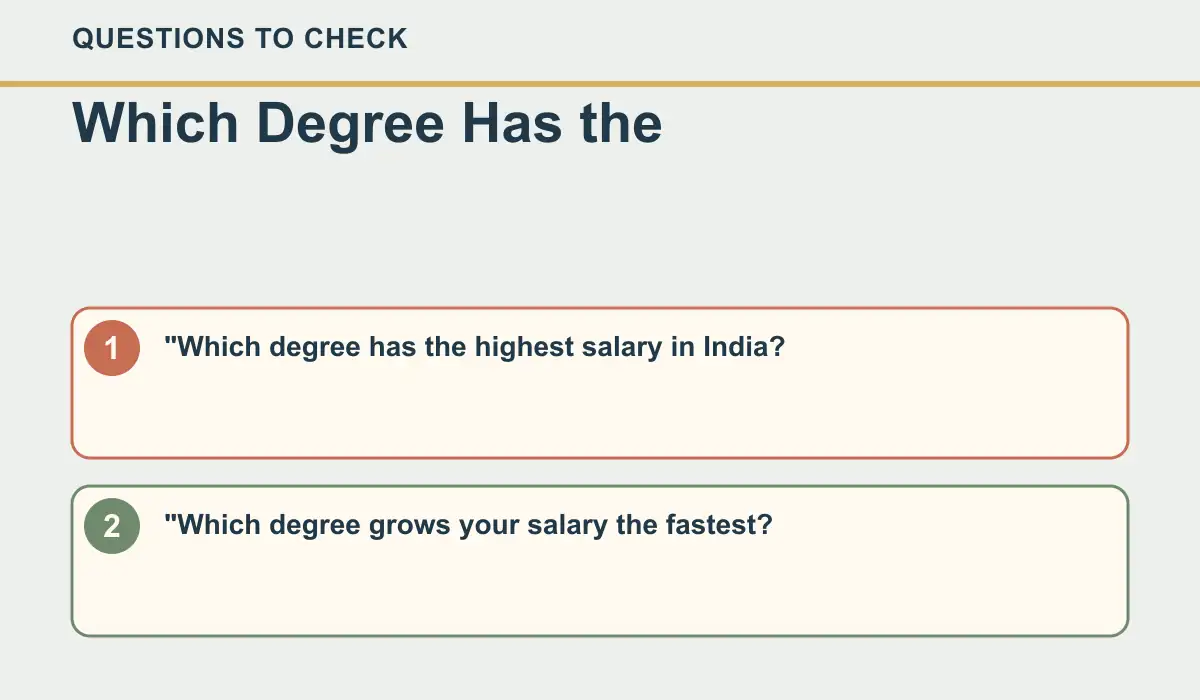 QUESTIONS TO CHECK
Which Degree Has the
1
"Which degree has the highest salary in India?
2
"Which degree grows your salary the fastest?